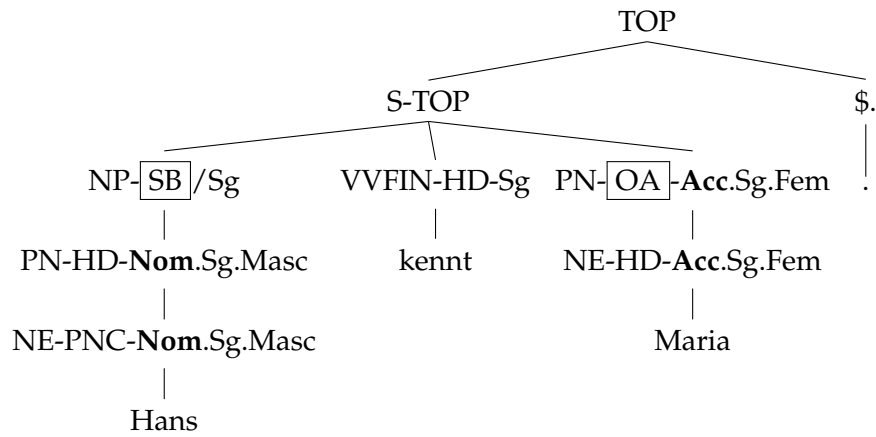 TOP
S-TOP $.
NP-SB/Sg VVFIN-HD-Sg PN-OA-Acc.Sg.Fem .
PN-HD-Nom.Sg.Masc kennt NE-HD-Acc.Sg.Fem
NE-PNC-Nom.Sg.Masc Maria
Hans